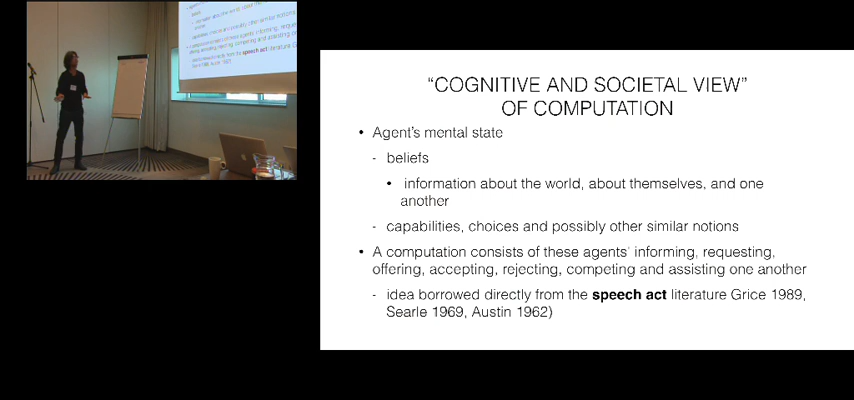 “COGNITIVE AND SOCIETAL VIEW”
OF COMPUTATION
• Agent’s mental state
- beliefs
• information about the world, about themselves, and one
another
- capabilities, choices and possibly other similar notions
• A computation consists of these agents’ informing, requesting,
offering, accepting, rejecting, competing and assisting one another
- idea borrowed directly from the speech act literature Grice 1989,
Searle 1969, Austin 1962)